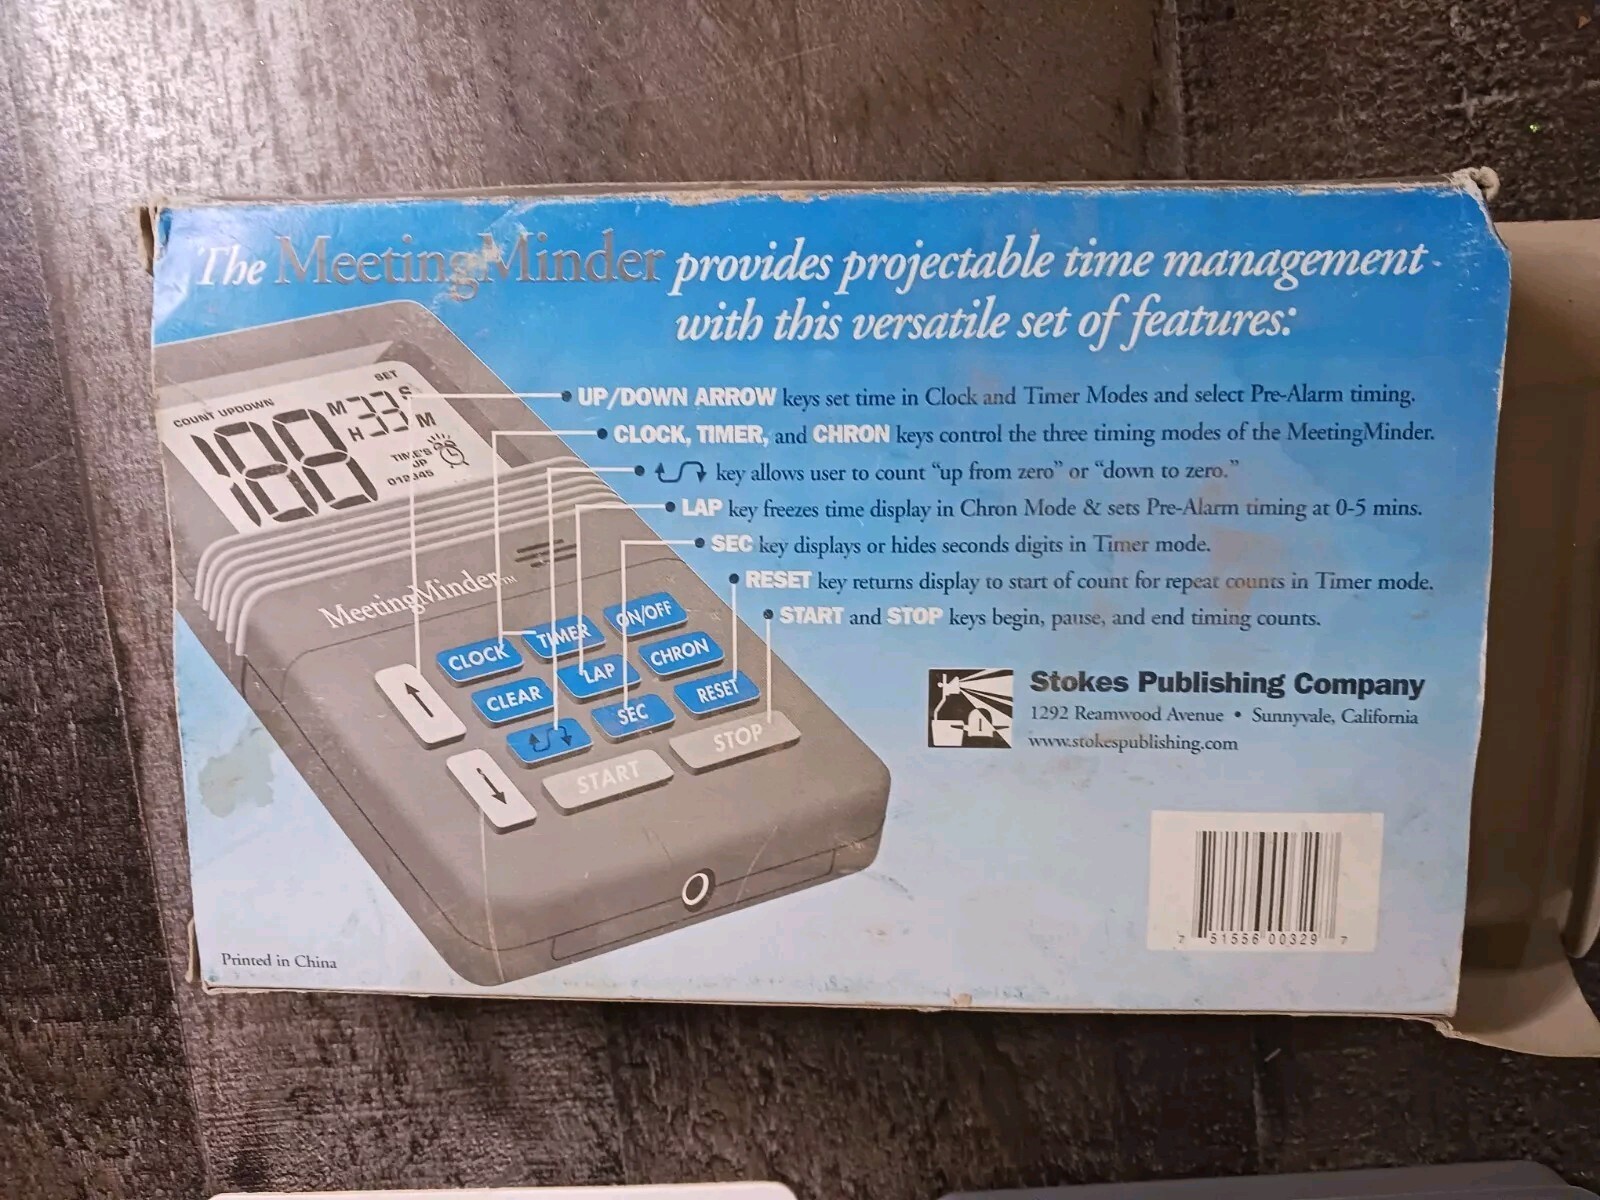 The MeetingMinder provides projectable time management
with this versatile set of features:
SET
COUNT UPDOWN
188 M 33 S
H 33 M
TIME'S
UP
012345
MeetingMinder™
CLOCK TIMER ON/OFF
CLEAR LAP CHRON
SEC RESET
START STOP
• UP/DOWN ARROW keys set time in Clock and Timer Modes and select Pre-Alarm timing.
• CLOCK, TIMER, and CHRON keys control the three timing modes of the MeetingMinder.
• key allows user to count “up from zero” or “down to zero.”
• LAP key freezes time display in Chron Mode & sets Pre-Alarm timing at 0-5 mins.
• SEC key displays or hides seconds digits in Timer mode.
• RESET key returns display to start of count for repeat counts in Timer mode.
• START and STOP keys begin, pause, and end timing counts.
Stokes Publishing Company
1292 Reamwood Avenue • Sunnyvale, California
www.stokespublishing.com
7 51556 00329 7
Printed in China